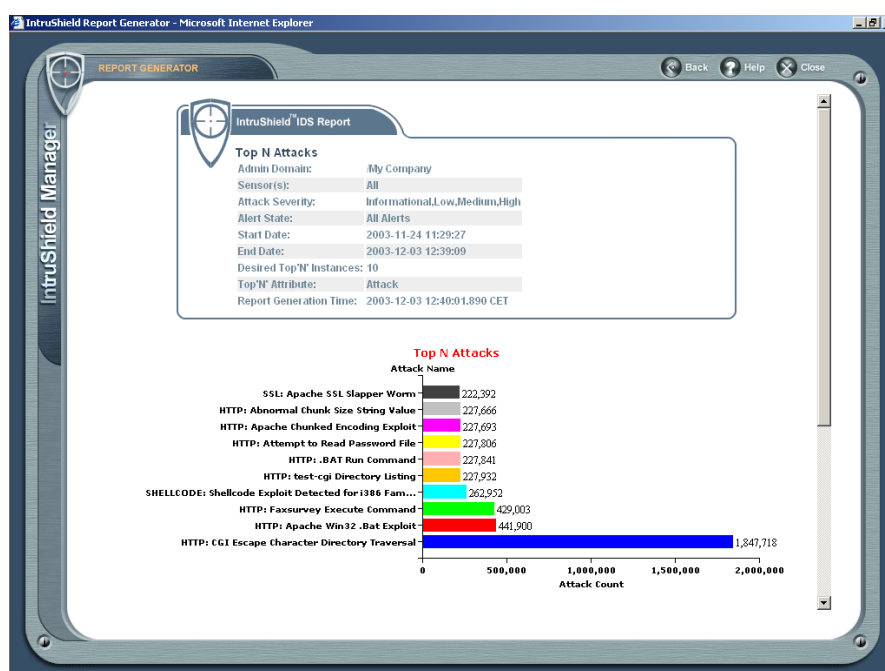 IntruShield Report Generator - Microsoft Internet Explorer
REPORT GENERATOR
Back
Help
Close
IntruShield Manager
IntruShield™ IDS Report
Top N Attacks
Admin Domain: /My Company
Sensor(s): All
Attack Severity: Informational,Low,Medium,High
Alert State: All Alerts
Start Date: 2003-11-24 11:29:27
End Date: 2003-12-03 12:39:09
Desired Top'N' Instances: 10
Top'N' Attribute: Attack
Report Generation Time: 2003-12-03 12:40:01.890 CET
Top N Attacks
Attack Name
SSL: Apache SSL Slapper Worm 222,392
HTTP: Abnormal Chunk Size String Value 227,666
HTTP: Apache Chunked Encoding Exploit 227,693
HTTP: Attempt to Read Password File 227,806
HTTP: .BAT Run Command 227,841
HTTP: test-cgi Directory Listing 227,932
SHELLCODE: Shellcode Exploit Detected for i386 Fam... 262,952
HTTP: Faxsurvey Execute Command 429,003
HTTP: Apache Win32 .Bat Exploit 441,900
HTTP: CGI Escape Character Directory Traversal 1,847,718
0 500,000 1,000,000 1,500,000 2,000,000
Attack Count